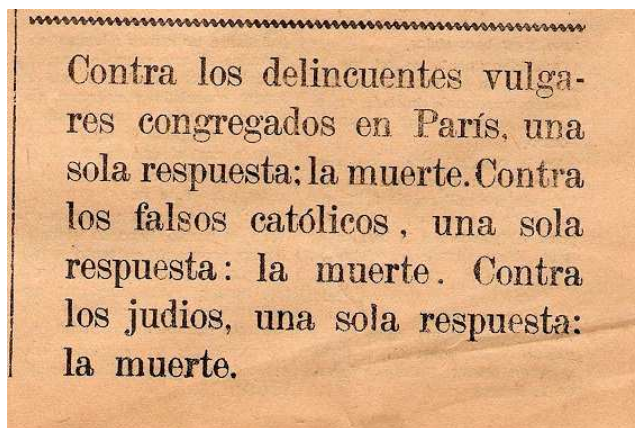 Contra los delincuentes vulga-
res congregados en París, una
sola respuesta; la muerte. Contra
los falsos católicos, una sola
respuesta: la muerte. Contra
los judios, una sola respuesta:
la muerte.